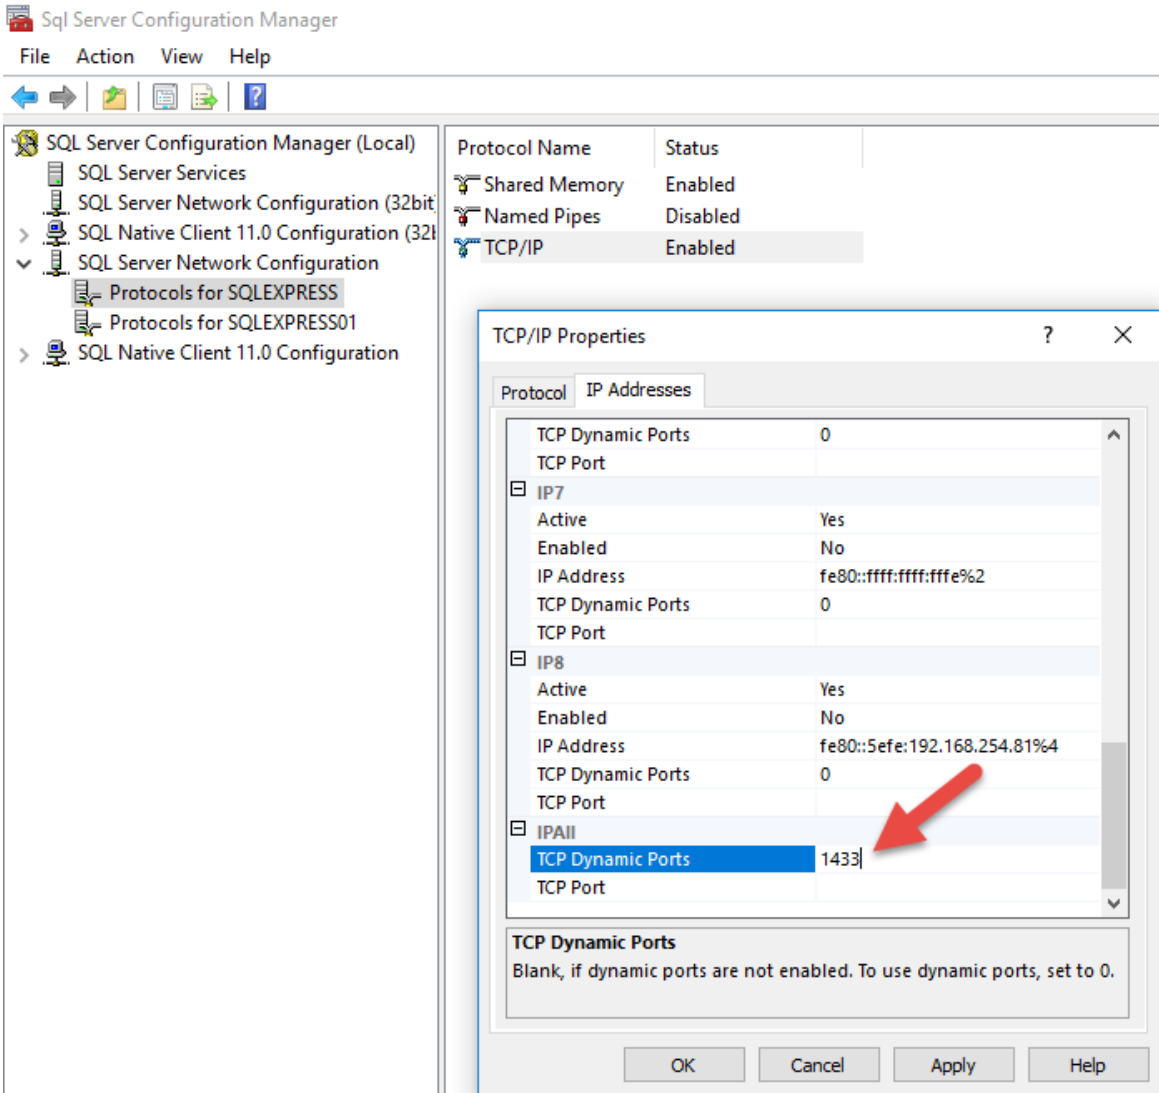 Sql Server Configuration Manager
File Action View Help
SQL Server Configuration Manager (Local)
SQL Server Services
SQL Server Network Configuration (32bit
SQL Native Client 11.0 Configuration (32
SQL Server Network Configuration
Protocols for SQLEXPRESS
Protocols for SQLEXPRESS01
SQL Native Client 11.0 Configuration
Protocol Name Status
Shared Memory Enabled
Named Pipes Disabled
TCP/IP Enabled
TCP/IP Properties ?
Protocol IP Addresses
TCP Dynamic Ports 0
TCP Port
IP7
Active Yes
Enabled No
IP Address fe80::ffff:ffff:fffe%2
TCP Dynamic Ports 0
TCP Port
IP8
Active Yes
Enabled No
IP Address fe80::5efe:192.168.254.81%4
TCP Dynamic Ports 0
TCP Port
IPAll
TCP Dynamic Ports 1433
TCP Port
TCP Dynamic Ports
Blank, if dynamic ports are not enabled. To use dynamic ports, set to 0.
OK Cancel Apply Help